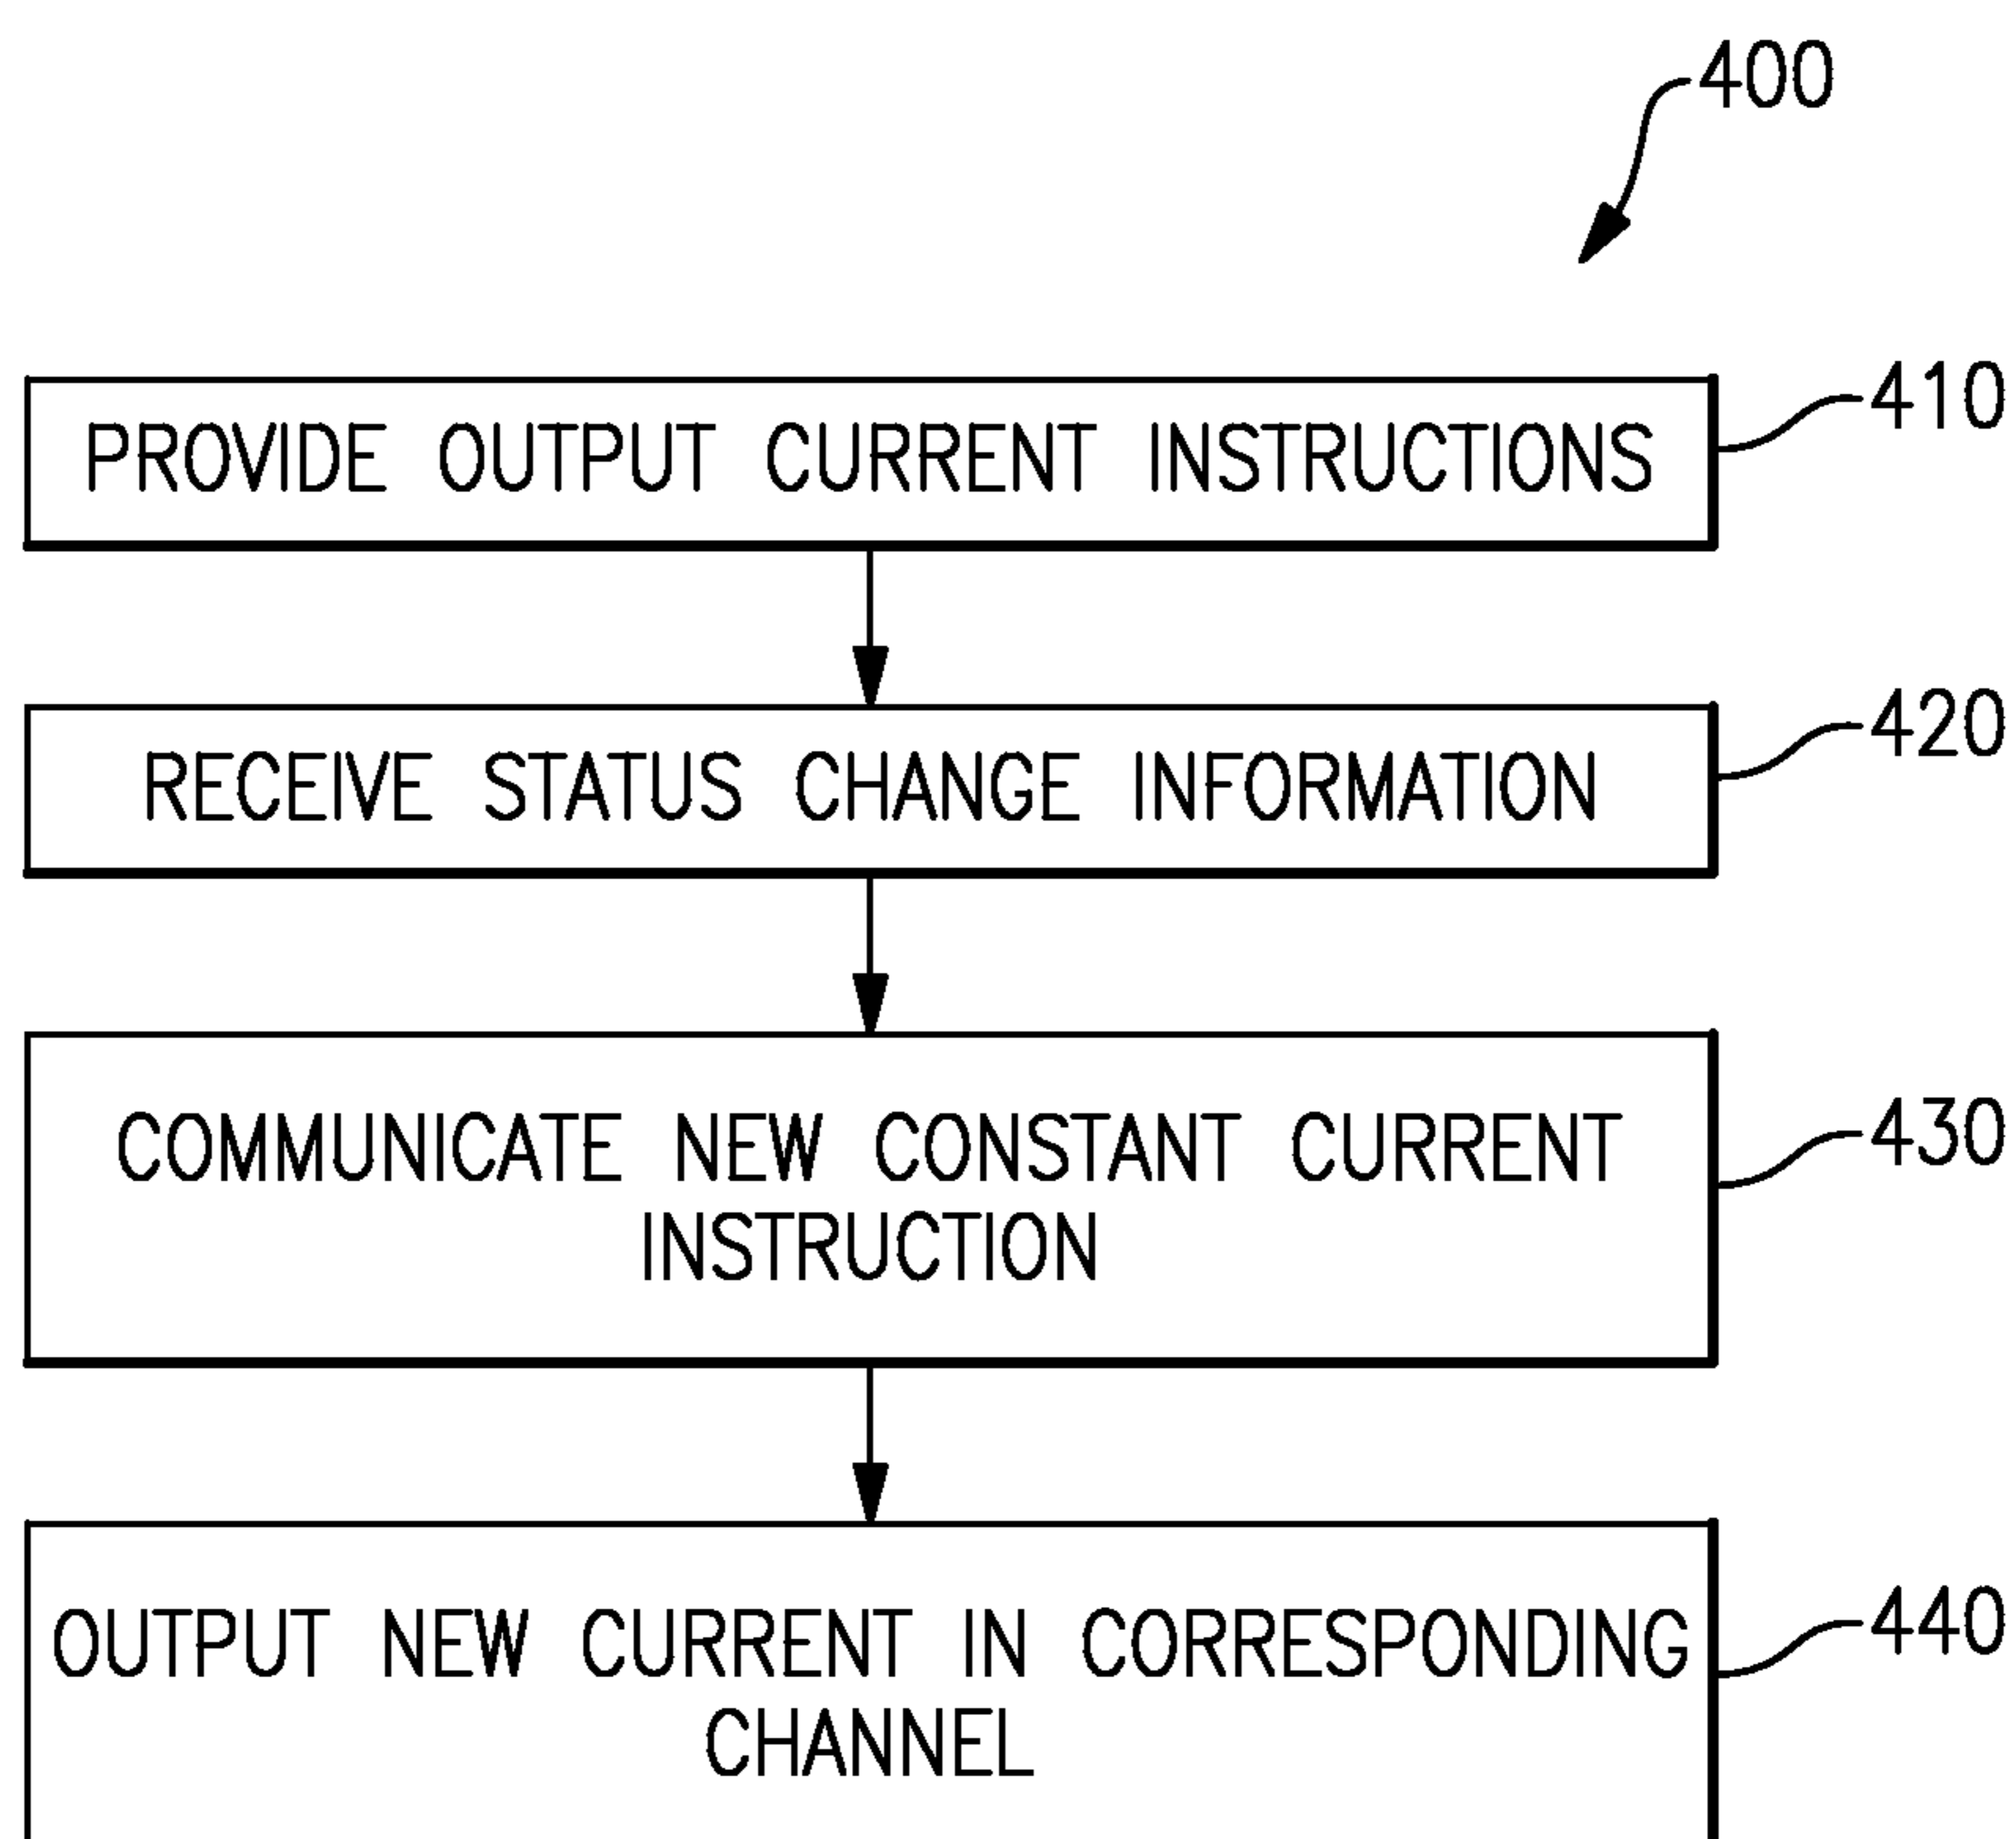 400
PROVIDE OUTPUT CURRENT INSTRUCTIONS
410
RECEIVE STATUS CHANGE INFORMATION
420
COMMUNICATE NEW CONSTANT CURRENT
INSTRUCTION
430
OUTPUT NEW CURRENT IN CORRESPONDING
CHANNEL
440